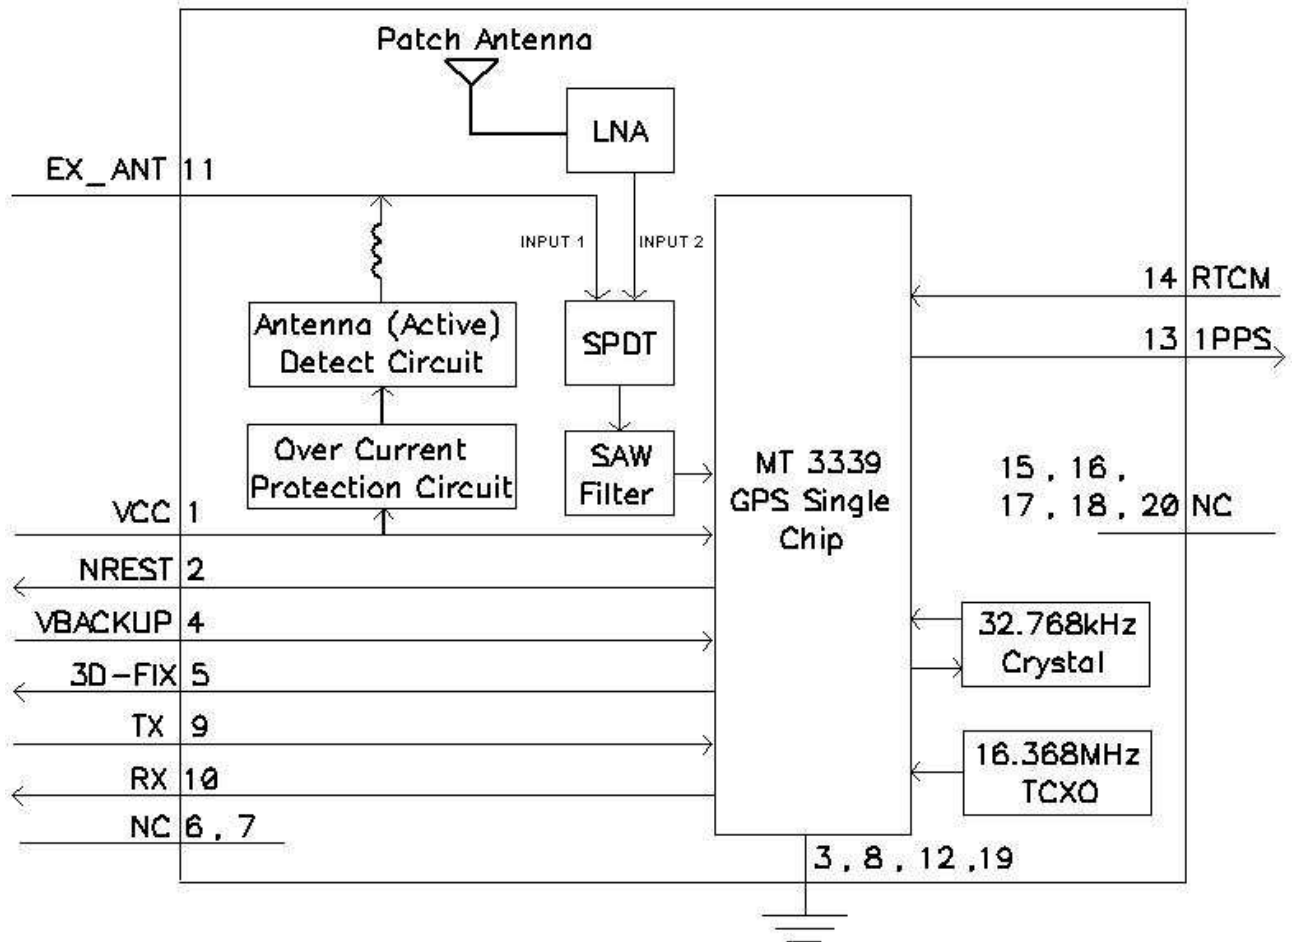 Patch Antenna
LNA
EX_ANT 11
INPUT 1
INPUT 2
14 RTCM
Antenna (Active)
Detect Circuit
SPDT
13 1PPS
Over Current
Protection Circuit
SAW
Filter
MT 3339
GPS Single
Chip
15 , 16 ,
17 , 18 , 20 NC
VCC 1
NREST 2
VBACKUP 4
32.768kHz
Crystal
3D-FIX 5
TX 9
16.368MHz
TCXO
RX 10
NC 6 , 7
3 , 8 , 12 ,19